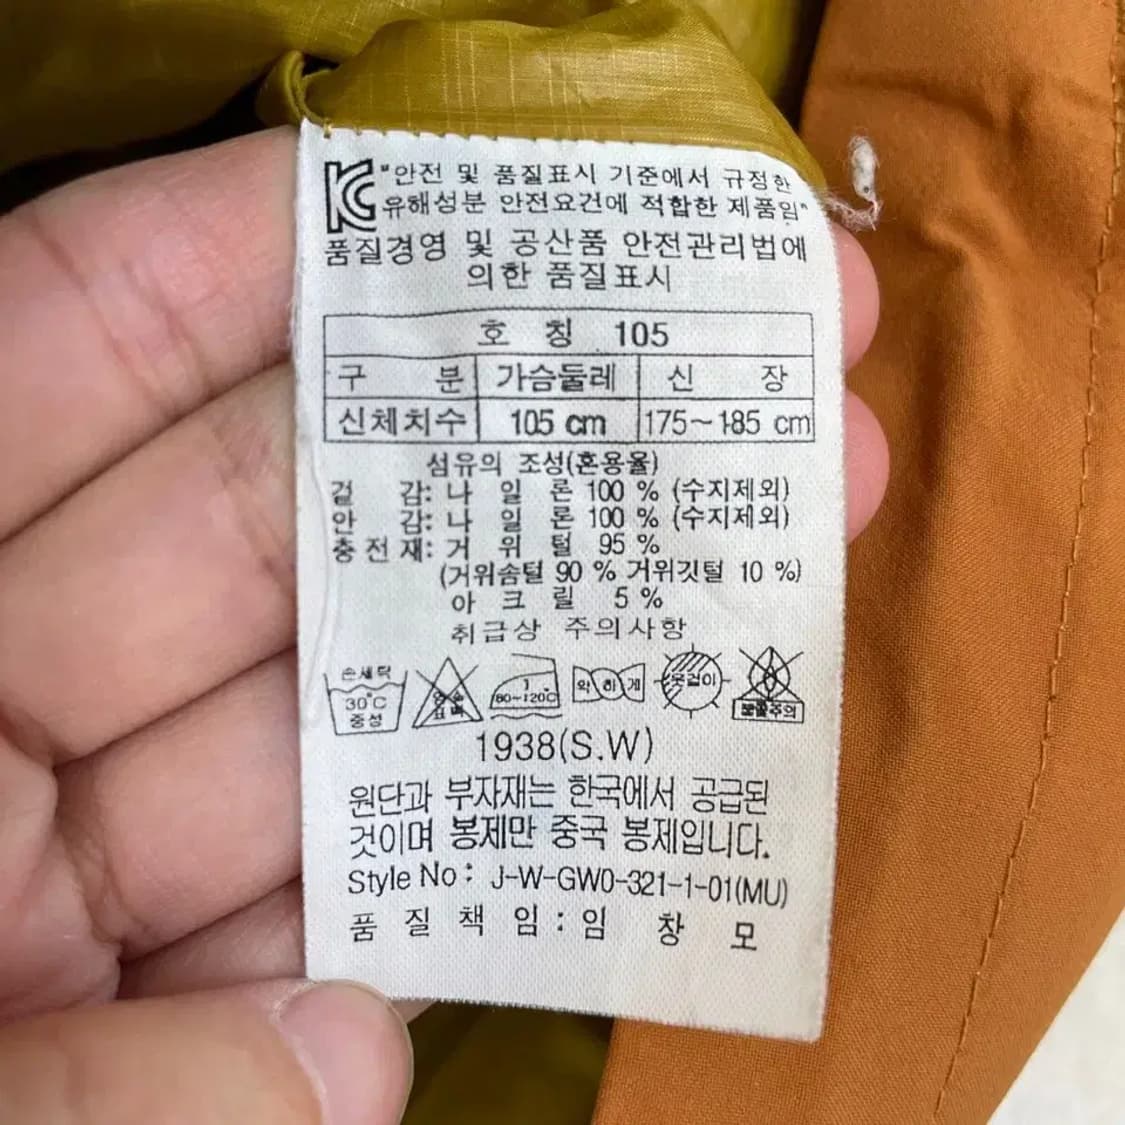 KC "안전 및 품질표시 기준에서 규정한
유해성분 안전요건에 적합한 제품임"
품질경영 및 공산품 안전관리법에
의한 품질표시
호 칭 105
구 분 가슴둘레 신 장
신체치수 105 cm 175~185 cm
섬유의 조성(혼용율)
겉 감: 나 일 론 100 % (수지제외)
안 감: 나 일 론 100 % (수지제외)
충전재: 거 위 털 95 %
(거위솜털 90 % 거위깃털 10 %)
아 크 릴 5 %
취급상 주의사항
손세탁 30°C 중성
표백
80~120°C
약하게
옷걸이
1938(S.W)
원단과 부자재는 한국에서 공급된
것이며 봉제만 중국 봉제입니다.
Style No : J-W-GW0-321-1-01(MU)
품 질 책 임 : 임 창 모